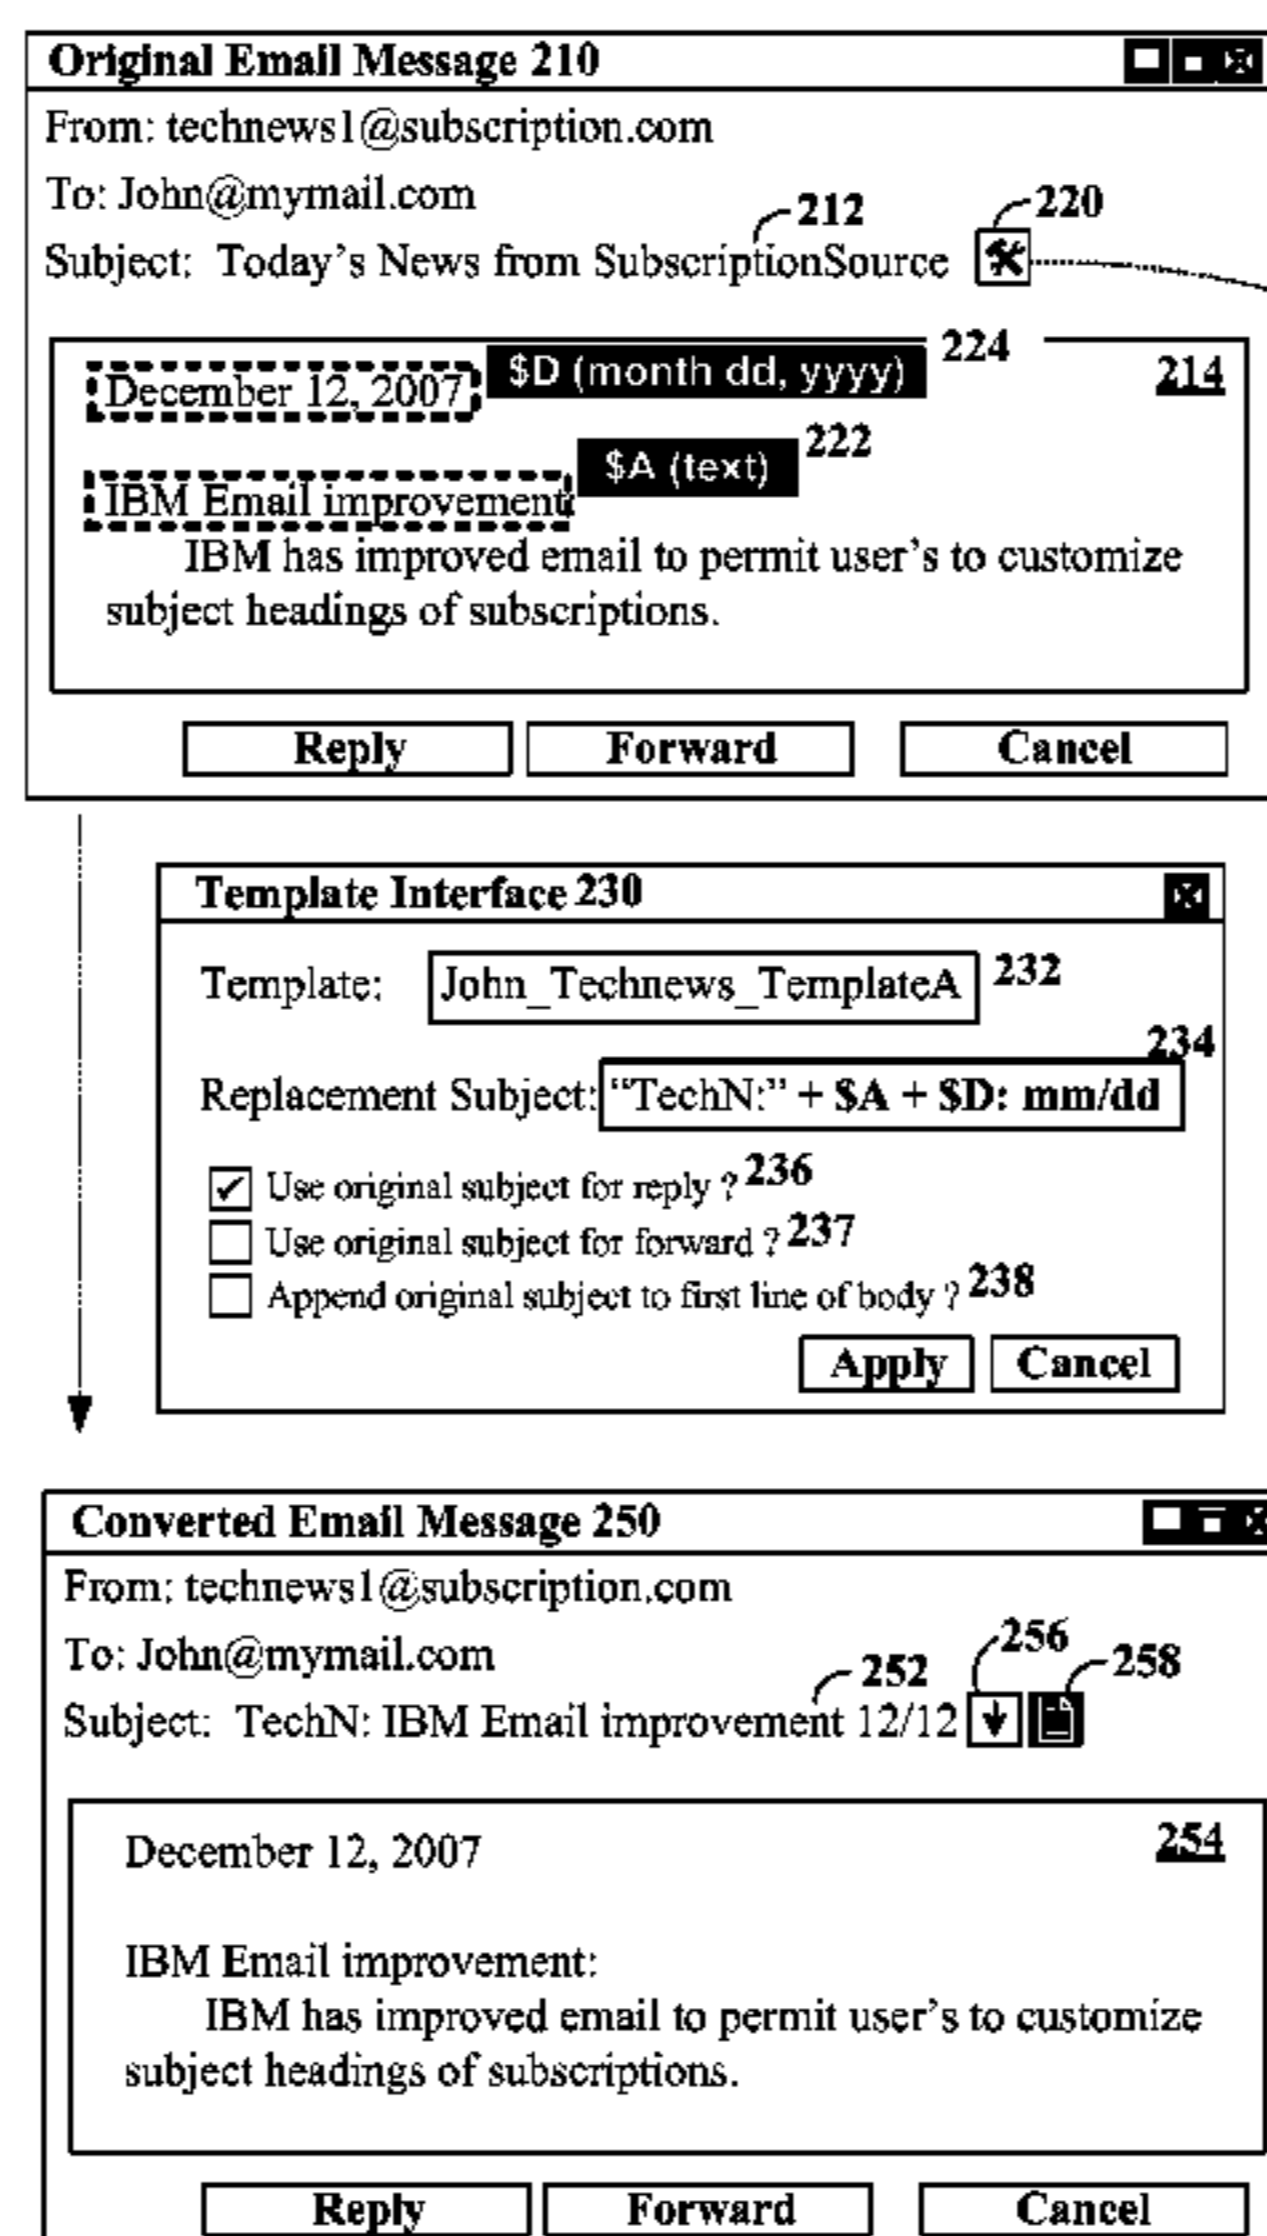 Original Email Message 210
From: technews1@subscription.com
To: John@mymail.com
212
220
Subject: Today's News from SubscriptionSource
224
December 12, 2007 $D (month dd, yyyy) 214
IBM Email improvement: $A (text) 222
IBM has improved email to permit user's to customize
subject headings of subscriptions.
Reply Forward Cancel
Template Interface 230
Template: John_Technews_TemplateA 232
234
Replacement Subject: “TechN:” + $A + $D: mm/dd
Use original subject for reply ? 236
Use original subject for forward ? 237
Append original subject to first line of body ? 238
Apply Cancel
Converted Email Message 250
From: technews1@subscription.com
To: John@mymail.com
252
256
258
Subject: TechN: IBM Email improvement 12/12
December 12, 2007 254
IBM Email improvement:
IBM has improved email to permit user's to customize
subject headings of subscriptions.
Reply Forward Cancel